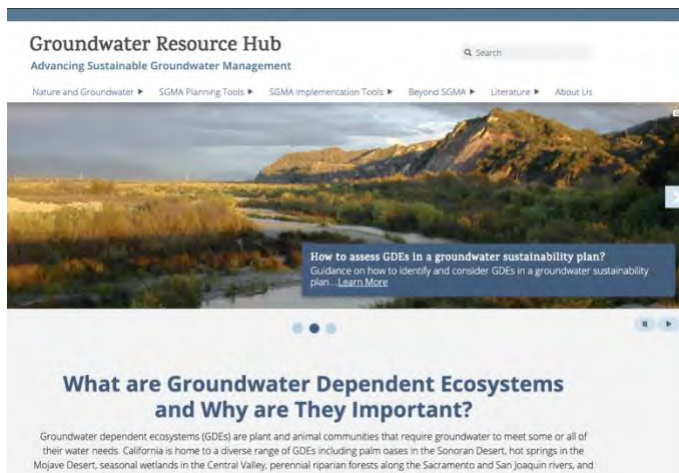 Groundwater Resource Hub
Advancing Sustainable Groundwater Management
Search
Nature and Groundwater ▶ SGMA Planning Tools ▶ SGMA Implementation Tools ▶ Beyond SGMA ▶ Literature ▶ About Us
How to assess GDEs in a groundwater sustainability plan?
Guidance on how to identify and consider GDEs in a groundwater sustainability
plan...Learn More
What are Groundwater Dependent Ecosystems
and Why are They Important?
Groundwater dependent ecosystems (GDEs) are plant and animal communities that require groundwater to meet some or all of
their water needs. California is home to a diverse range of GDEs including palm oases in the Sonoran Desert, hot springs in the
Mojave Desert, seasonal wetlands in the Central Valley, perennial riparian forests along the Sacramento and San Joaquin rivers, and